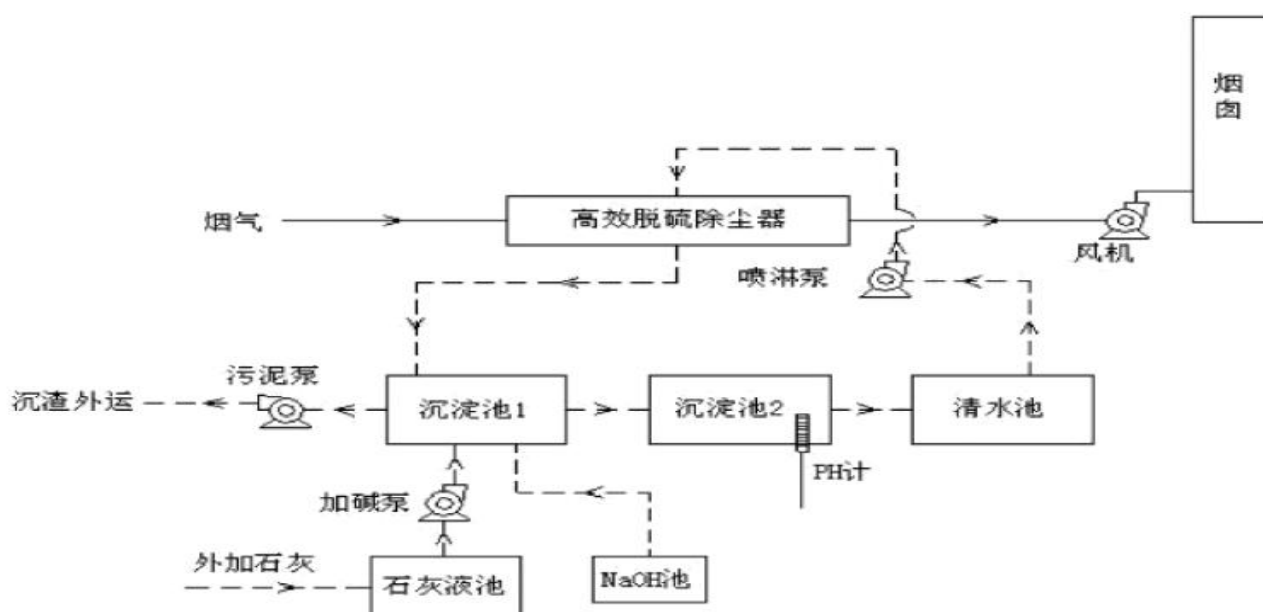 烟囱
烟气
高效脱硫除尘器
风机
喷淋泵
污泥泵
沉渣外运
沉淀池1
沉淀池2
清水池
PH计
加碱泵
外加石灰
石灰液池
NaOH池